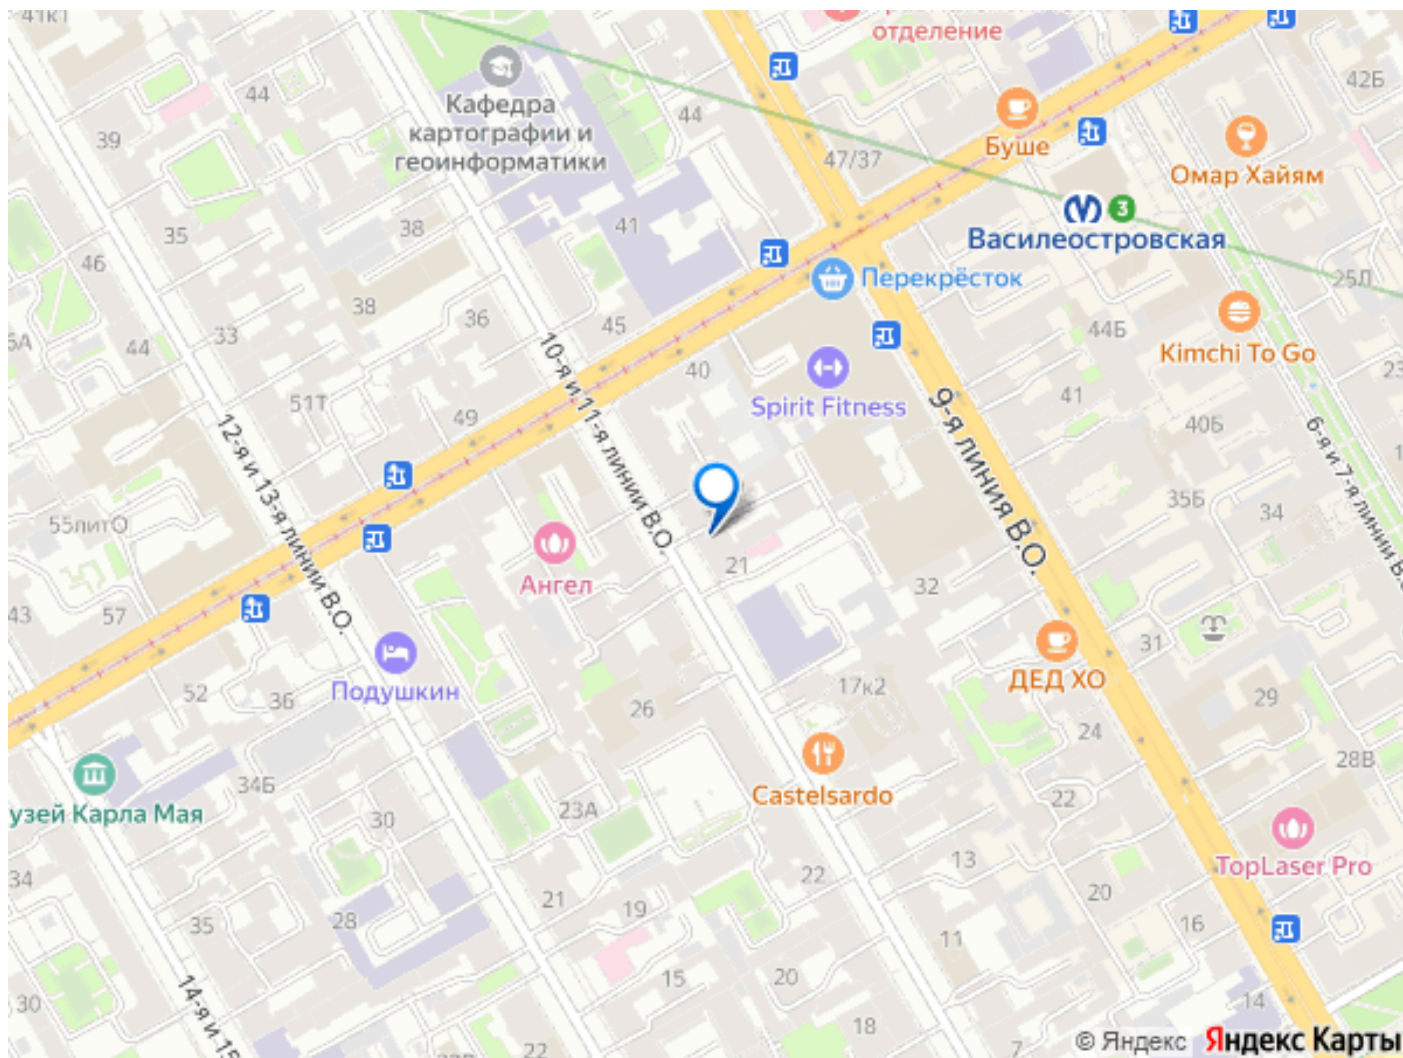 41к1
отделение
44
Кафедра
картографии и
геоинформатики
39
44
47/37
Буше
42Б
Омар Хайям
3
Василеостровская
35
38
41
46
Перекрёсток
25Л
38
36
45
33
44
44Б
Kimchi To Go
40
Spirit Fitness
23
51Т
49
41
40Б
10-я и 11-я линии В.О.
9-я линия В.О.
6-я и 7-я линии В.О.
12-я и 13-я линии В.О.
55литО
35Б
34
Ангел
21
32
43
57
31
Подушкин
ДЕД ХО
52
36
26
17к2
29
24
28В
34Б
узей Карла Мая
Castelsardo
23А
22
30
TopLaser Pro
34
13
22
20
21
19
28
35
16
11
15
20
14-я и 15
30
14
18
22
7
© Яндекс Яндекс Карты